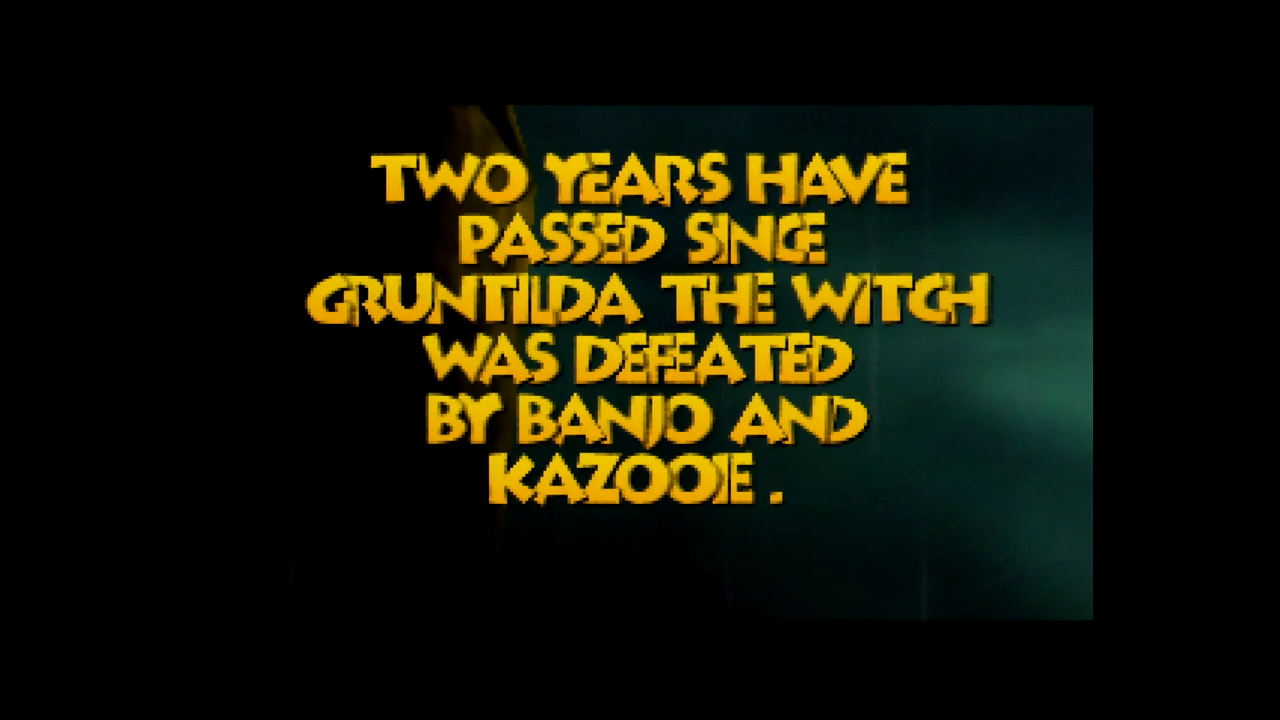 TWO YEARS HAVE
PASSED SINCE
GRUNTILDA THE WITCH
WAS DEFEATED
BY BANJO AND
KAZOOIE .